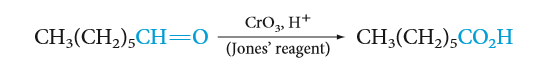 CrO₃, H⁺
CH₃(CH₂)₅CH=O → CH₃(CH₂)₅CO₂H
(Jones' reagent)